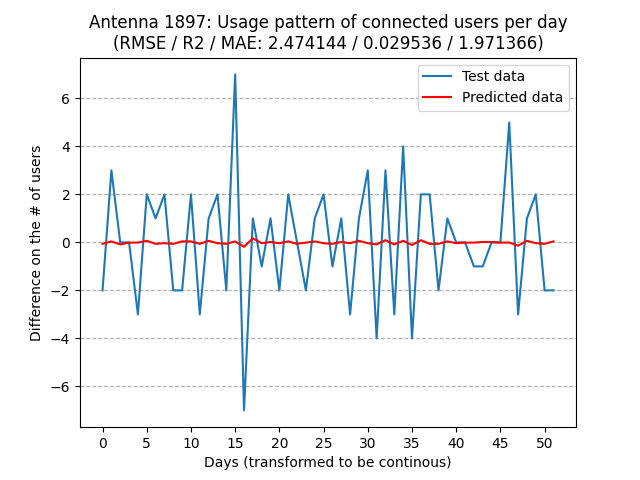 Antenna 1897: Usage pattern of connected users per day
(RMSE / R2 / MAE: 2.474144 / 0.029536 / 1.971366)
Test data
Predicted data
Difference on the # of users
6
4
2
0
−2
−4
−6
0 5 10 15 20 25 30 35 40 45 50
Days (transformed to be continous)